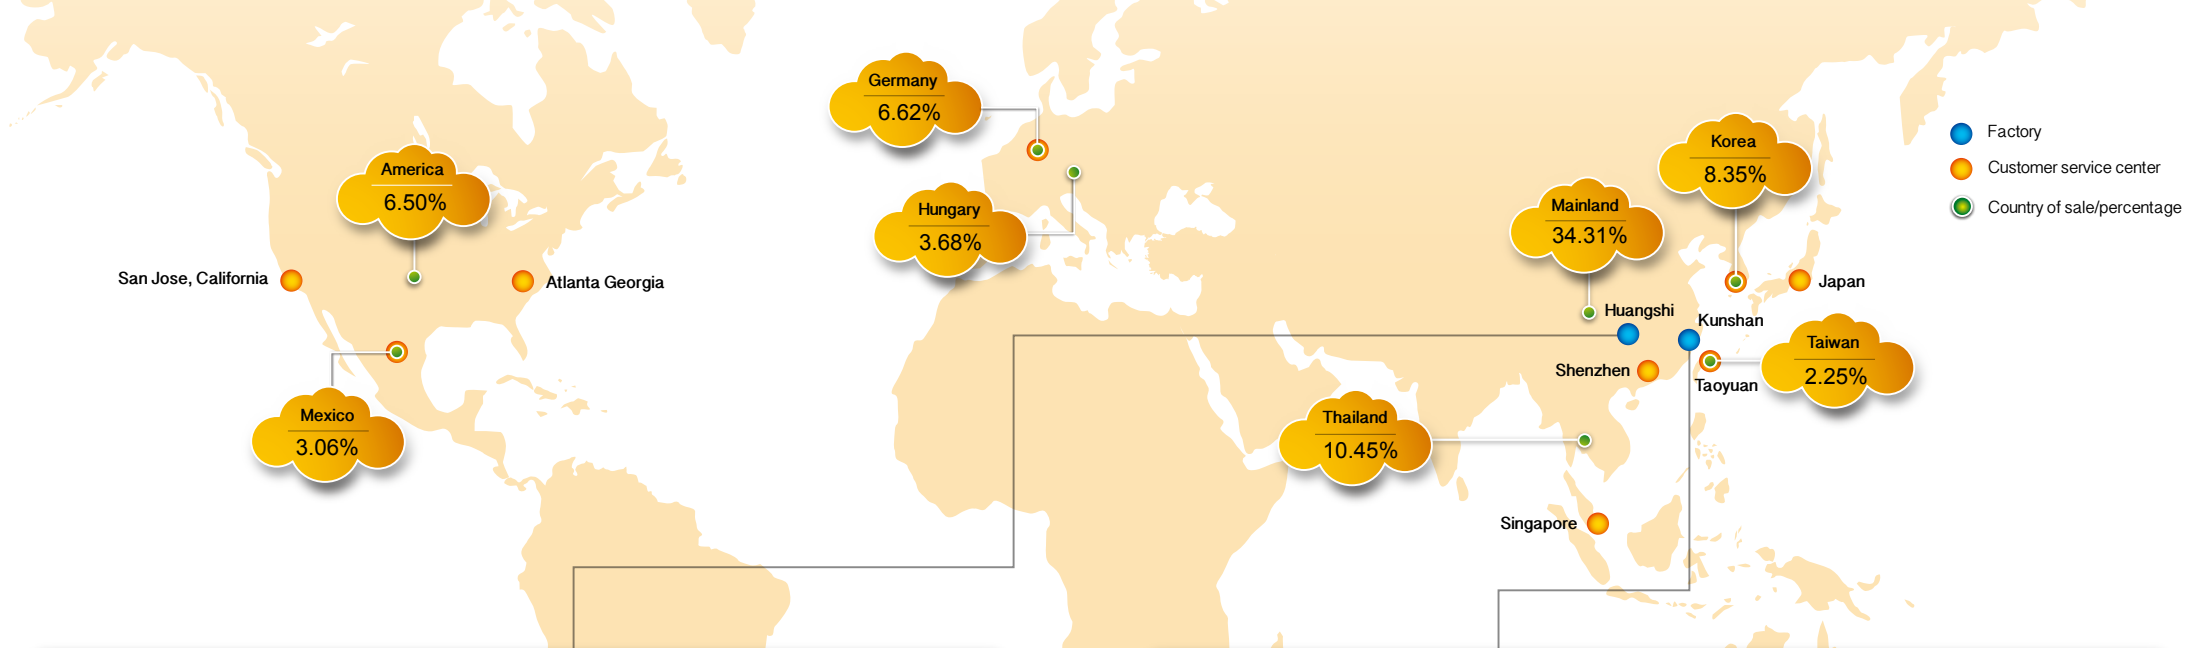 Germany
6.62%
Korea
8.35%
Factory
Customer service center
Country of sale/percentage
America
6.50%
Hungary
3.68%
Mainland
34.31%
San Jose, California
Atlanta Georgia
Japan
Huangshi
Kunshan
Taiwan
2.25%
Shenzhen
Taoyuan
Mexico
3.06%
Thailand
10.45%
Singapore